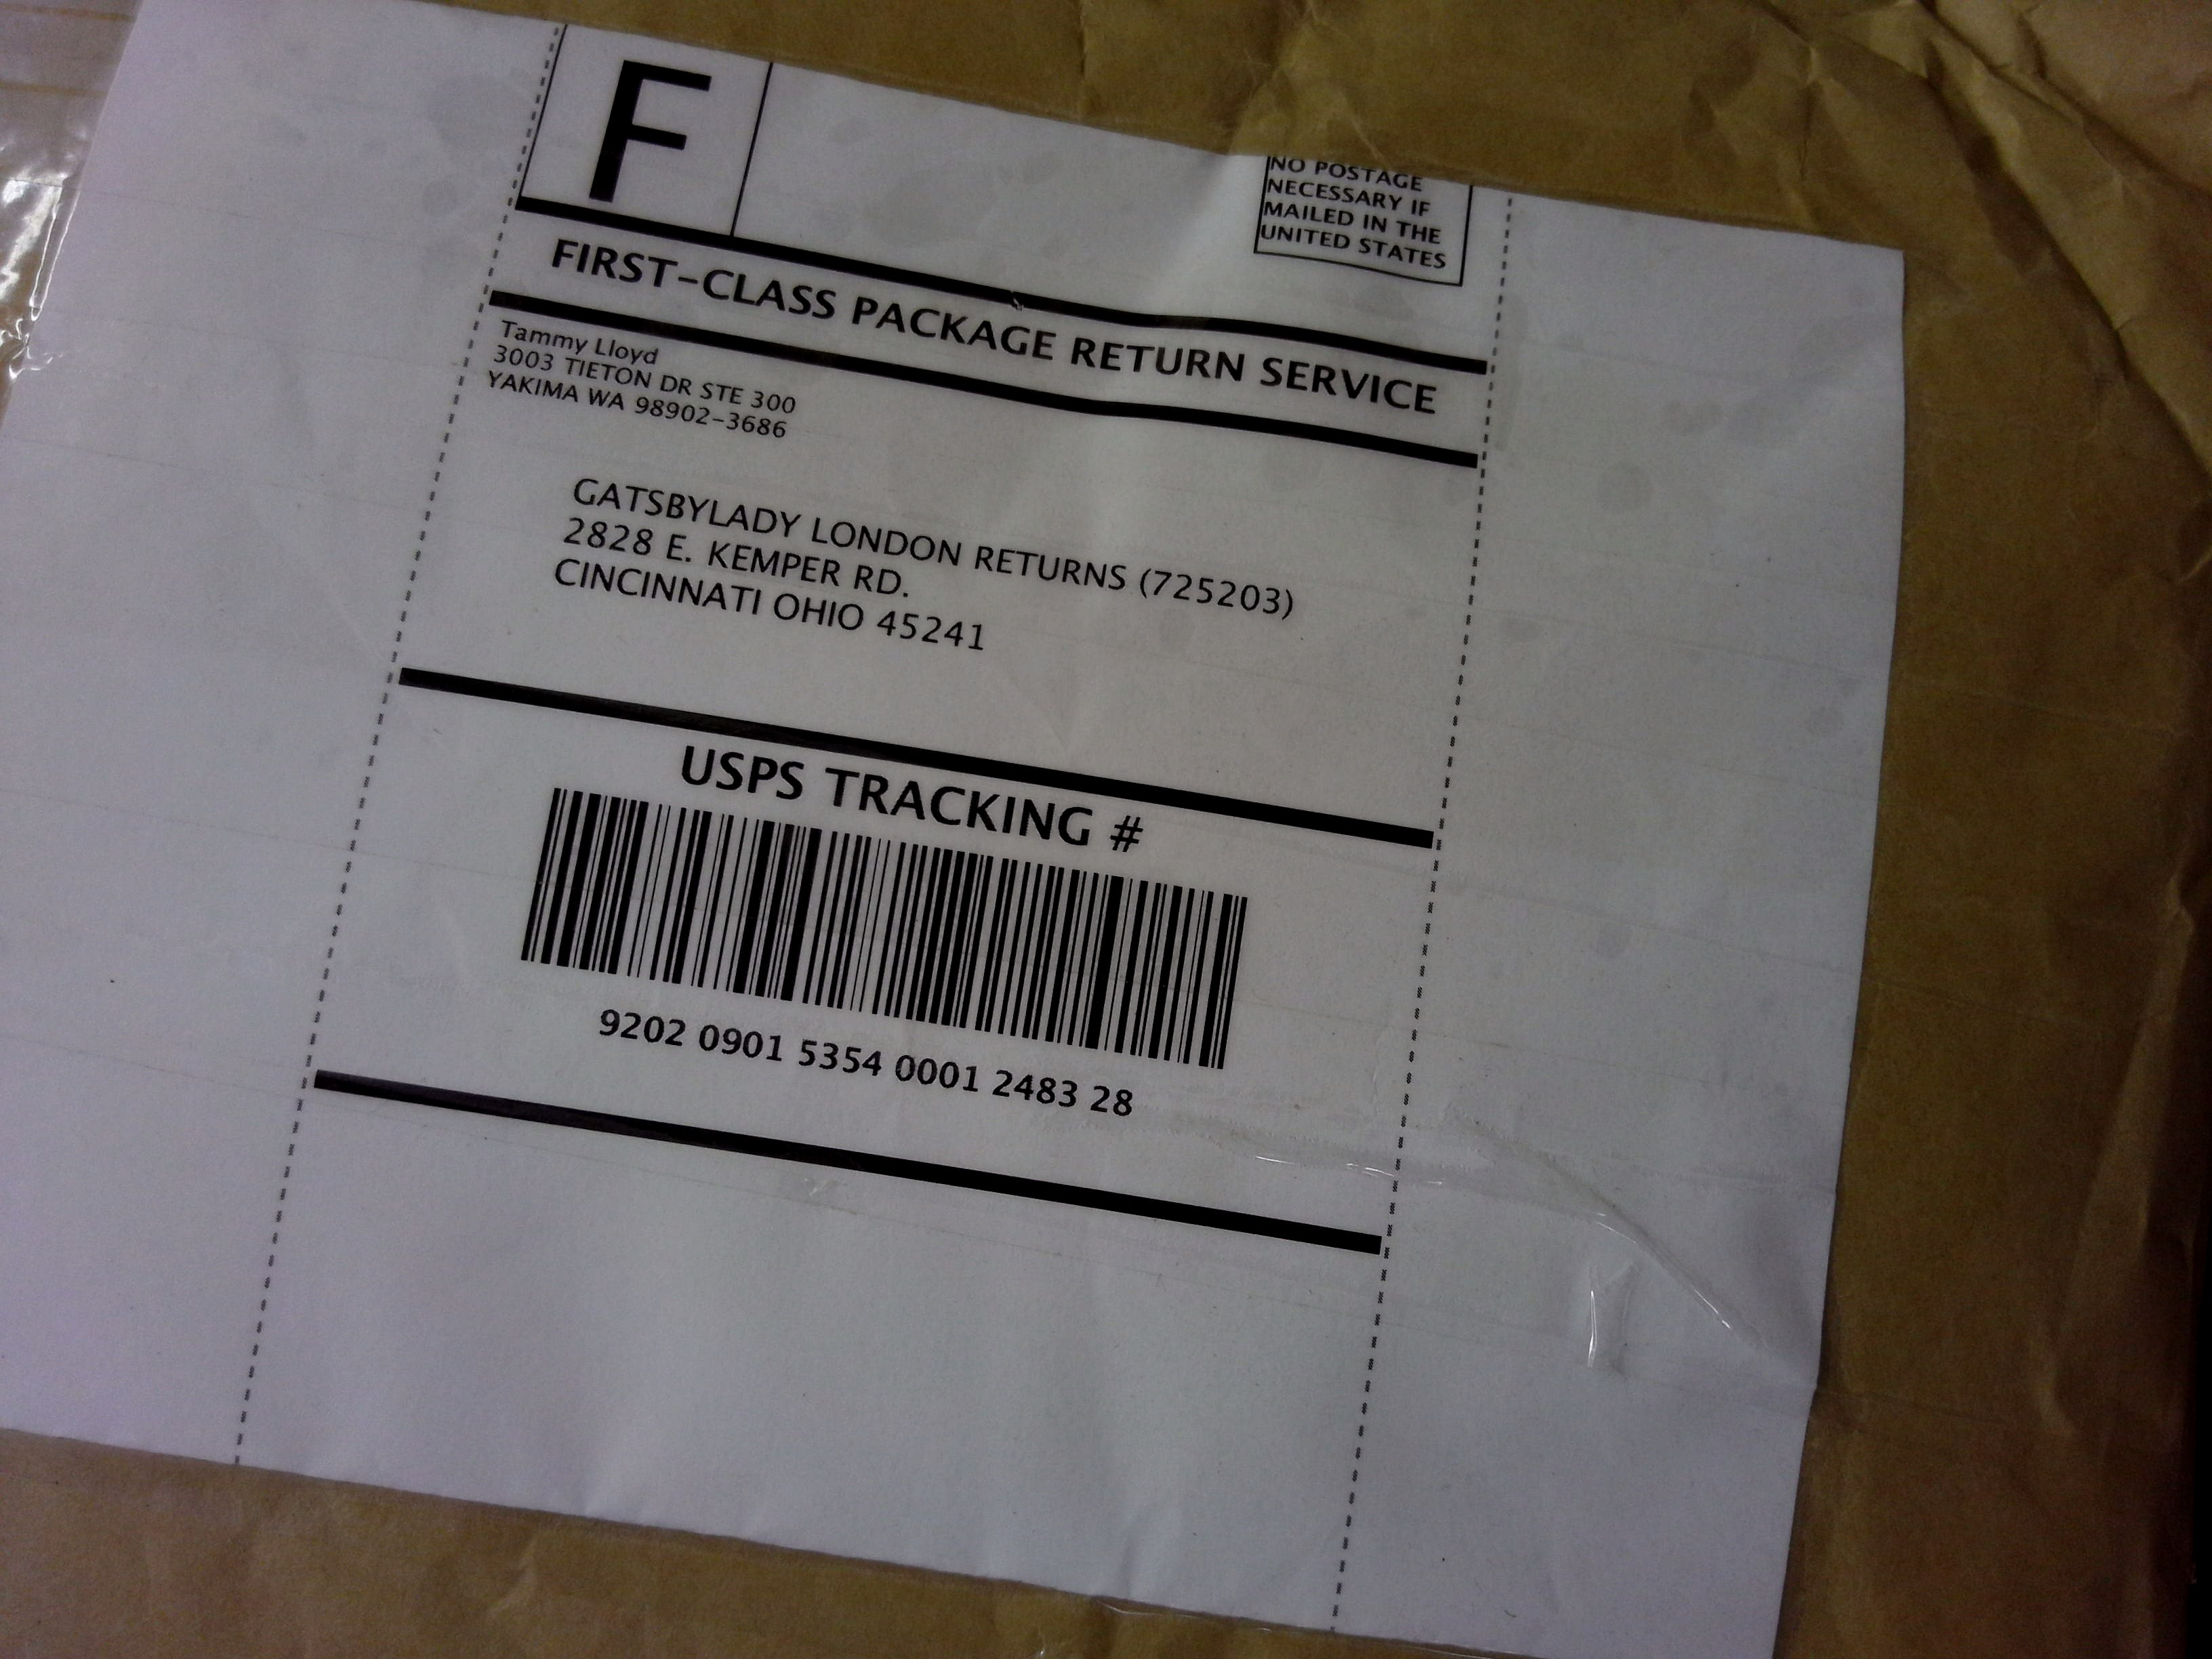 F
NO POSTAGE
NECESSARY IF
MAILED IN THE
UNITED STATES
FIRST-CLASS PACKAGE RETURN SERVICE
Tammy Lloyd
3003 TIETON DR STE 300
YAKIMA WA 98902-3686
GATSBYLADY LONDON RETURNS (725203)
2828 E. KEMPER RD.
CINCINNATI OHIO 45241
USPS TRACKING #
9202 0901 5354 0001 2483 28